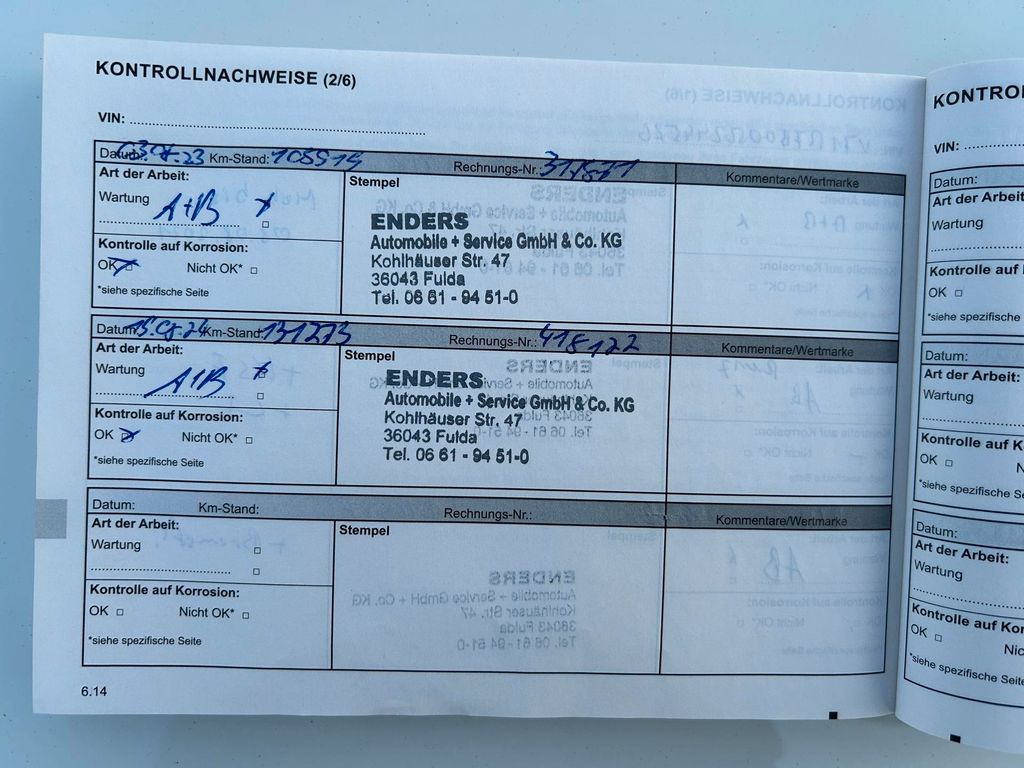 KONTROLLNACHWEISE (2/6)
VIN:
Datum: Km-Stand: 108514 Rechnungs-Nr. Kommentare/Wertmarke
Art der Arbeit:
Wartung A+B x
Stempel
ENDERS
Automobile + Service GmbH & Co. KG
Kohlhäuser Str. 47
36043 Fulda
Tel. 06 61 - 94 51-0
Kontrolle auf Korrosion:
OK Nicht OK*
*siehe spezifische Seite
Datum: Km-Stand: 131273 Rechnungs-Nr.: 418122 Kommentare/Wertmarke
Art der Arbeit:
Wartung A+B x
Stempel
ENDERS
Automobile + Service GmbH & Co. KG
Kohlhäuser Str. 47
36043 Fulda
Tel. 06 61 - 94 51-0
Kontrolle auf Korrosion:
OK Nicht OK*
*siehe spezifische Seite
Datum: Km-Stand: Rechnungs-Nr.: Kommentare/Wertmarke
Art der Arbeit:
Wartung
Stempel
Kontrolle auf Korrosion:
OK Nicht OK*
*siehe spezifische Seite
6.14
KONTROL
VIN:
Datum:
Art der Arbeit
Wartung
Kontrolle auf
OK
*siehe spezifische
Datum:
Art der Arbeit:
Wartung
Kontrolle auf K
OK
*siehe spezifische Se
Datum:
Art der Arbeit:
Wartung
Kontrolle auf Kor
OK Nic
*siehe spezifische Seite